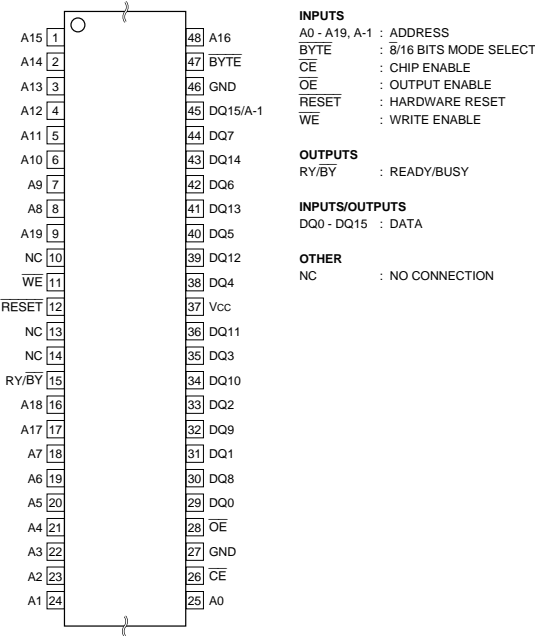 A15 1
A14 2
A13 3
A12 4
A11 5
A10 6
A9 7
A8 8
A19 9
NC 10
WE 11
RESET 12
NC 13
NC 14
RY/BY 15
A18 16
A17 17
A7 18
A6 19
A5 20
A4 21
A3 22
A2 23
A1 24
48 A16
47 BYTE
46 GND
45 DQ15/A-1
44 DQ7
43 DQ14
42 DQ6
41 DQ13
40 DQ5
39 DQ12
38 DQ4
37 VCC
36 DQ11
35 DQ3
34 DQ10
33 DQ2
32 DQ9
31 DQ1
30 DQ8
29 DQ0
28 OE
27 GND
26 CE
25 A0
INPUTS
A0 - A19, A-1 : ADDRESS
BYTE : 8/16 BITS MODE SELECT
CE : CHIP ENABLE
OE : OUTPUT ENABLE
RESET : HARDWARE RESET
WE : WRITE ENABLE
OUTPUTS
RY/BY : READY/BUSY
INPUTS/OUTPUTS
DQ0 - DQ15 : DATA
OTHER
NC : NO CONNECTION